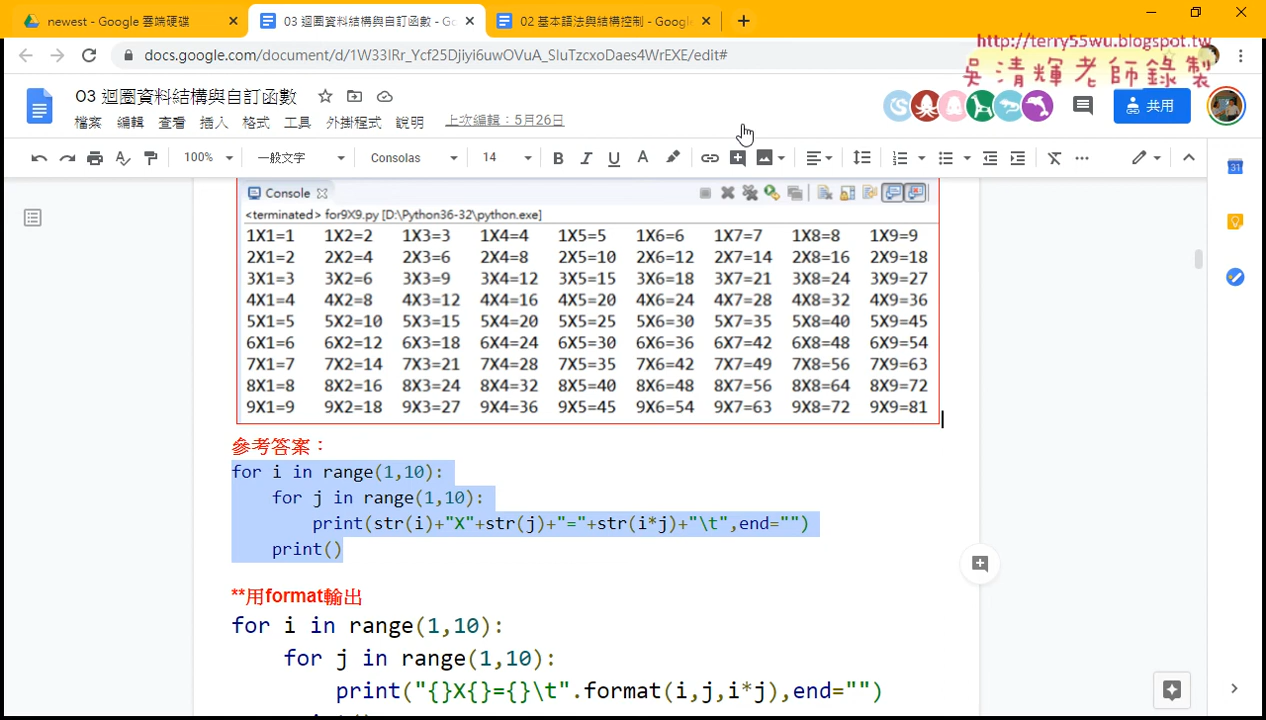 newest - Google 雲端硬碟
03 迴圈資料結構與自訂函數 - Go
02 基本語法與結構控制 - Google
docs.google.com/document/d/1W33IRr_Ycf25Djiyi6uwOVuA_SIuTzcxoDaes4WrEXE/edit#
http://terry55wu.blogspot.tw
吳清輝老師錄製
03 迴圈資料結構與自訂函數
檔案 編輯 查看 插入 格式 工具 外掛程式 說明 上次編輯：5月26日
共用
100% 一般文字 Consolas 14 B I U A
31
Console
<terminated> for9X9.py [D:\Python36-32\python.exe]
1X1=1 1X2=2 1X3=3 1X4=4 1X5=5 1X6=6 1X7=7 1X8=8 1X9=9
2X1=2 2X2=4 2X3=6 2X4=8 2X5=10 2X6=12 2X7=14 2X8=16 2X9=18
3X1=3 3X2=6 3X3=9 3X4=12 3X5=15 3X6=18 3X7=21 3X8=24 3X9=27
4X1=4 4X2=8 4X3=12 4X4=16 4X5=20 4X6=24 4X7=28 4X8=32 4X9=36
5X1=5 5X2=10 5X3=15 5X4=20 5X5=25 5X6=30 5X7=35 5X8=40 5X9=45
6X1=6 6X2=12 6X3=18 6X4=24 6X5=30 6X6=36 6X7=42 6X8=48 6X9=54
7X1=7 7X2=14 7X3=21 7X4=28 7X5=35 7X6=42 7X7=49 7X8=56 7X9=63
8X1=8 8X2=16 8X3=24 8X4=32 8X5=40 8X6=48 8X7=56 8X8=64 8X9=72
9X1=9 9X2=18 9X3=27 9X4=36 9X5=45 9X6=54 9X7=63 9X8=72 9X9=81
參考答案：
for i in range(1,10):
for j in range(1,10):
print(str(i)+"X"+str(j)+"="+str(i*j)+"\t",end="")
print()
**用format輸出
for i in range(1,10):
for j in range(1,10):
print("{}X{}={}\t".format(i,j,i*j),end="")